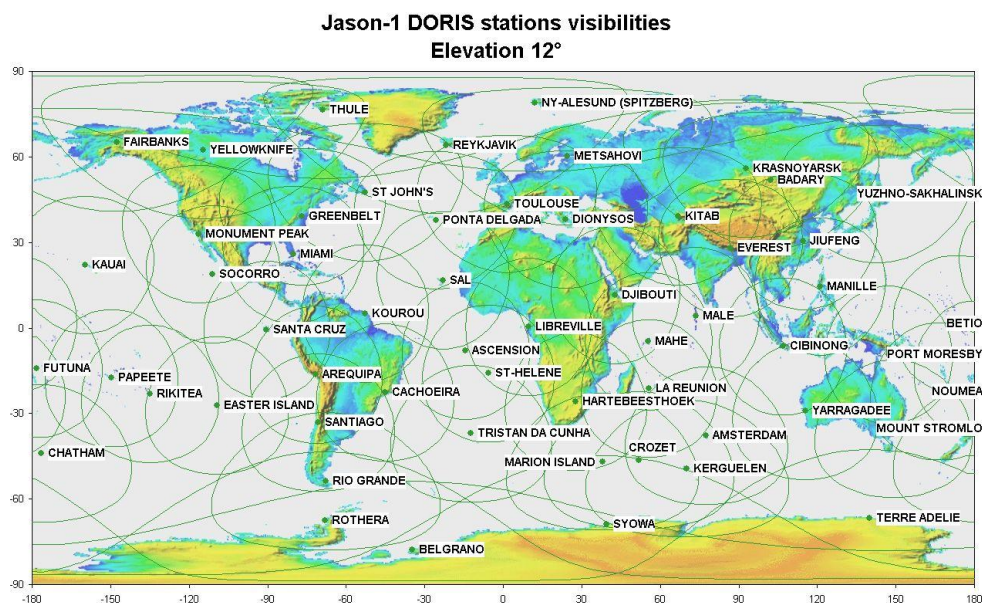 Jason-1 DORIS stations visibilities
Elevation 12°
90
THULE
NY-ALESUND (SPITZBERG)
FAIRBANKS
YELLOWKNIFE
REYKJAVIK
METSAHOVI
60
KRASNOYARSK
BADARY
ST JOHN'S
YUZHNO-SAKHALINSK
TOULOUSE
GREENBELT
PONTA DELGADA
DIONYSOS
KITAB
MONUMENT PEAK
JIUFENG
30
MIAMI
EVEREST
KAUAI
SOCORRO
SAL
DJIBOUTI
MANILLE
KOUROU
MALE
0
SANTA CRUZ
LIBREVILLE
BETIO
MAHE
CIBINONG
ASCENSION
PORT MORESBY
FUTUNA
PAPEETE
AREQUIPA
ST-HELENE
RIKITEA
CACHOEIRA
LA REUNION
NOUMEA
EASTER ISLAND
HARTEBEESTHOEK
-30
YARRAGADEE
SANTIAGO
MOUNT STROMLO
TRISTAN DA CUNHA
AMSTERDAM
CHATHAM
CROZET
MARION ISLAND
KERGUELEN
RIO GRANDE
-60
ROTHERA
SYOWA
TERRE ADELIE
BELGRANO
-90
-180 -150 -120 -90 -60 -30 0 30 60 90 120 150 180